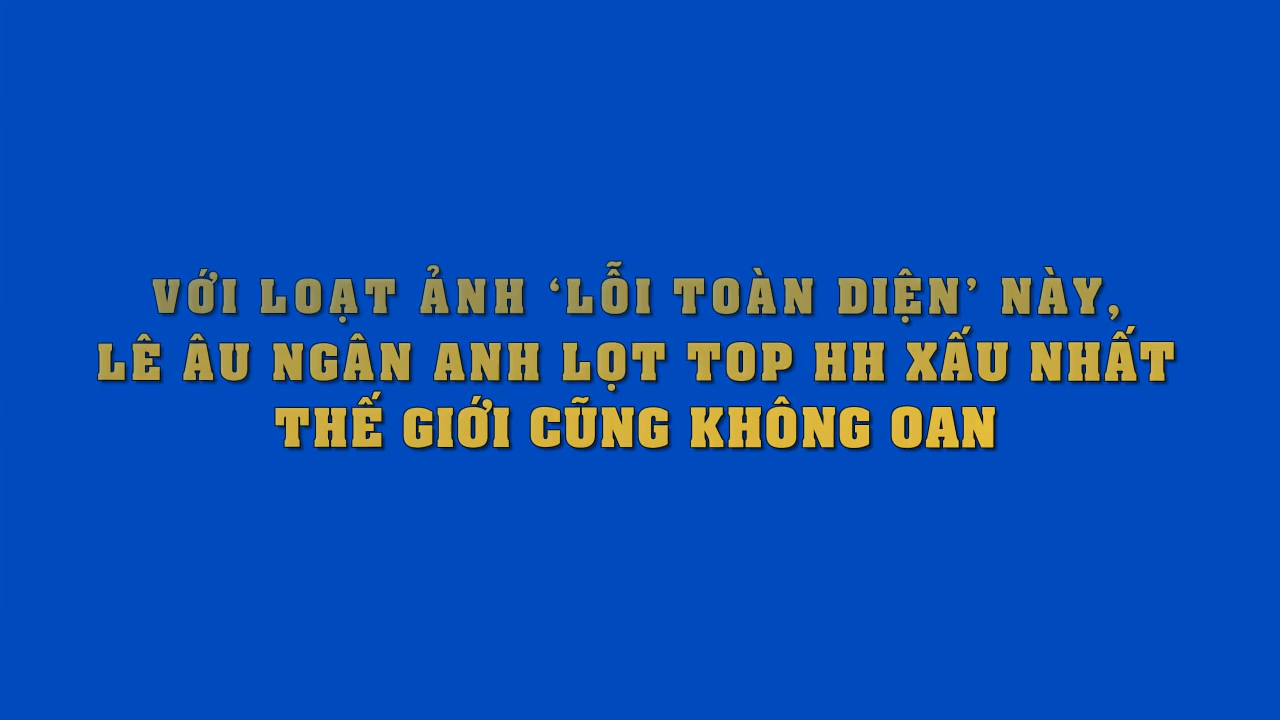 VỚI LOẠT ẢNH ‘LỖI TOÀN DIỆN’ NÀY,
LÊ ÂU NGÂN ANH LỌT TOP HH XẤU NHẤT
THẾ GIỚI CŨNG KHÔNG OAN